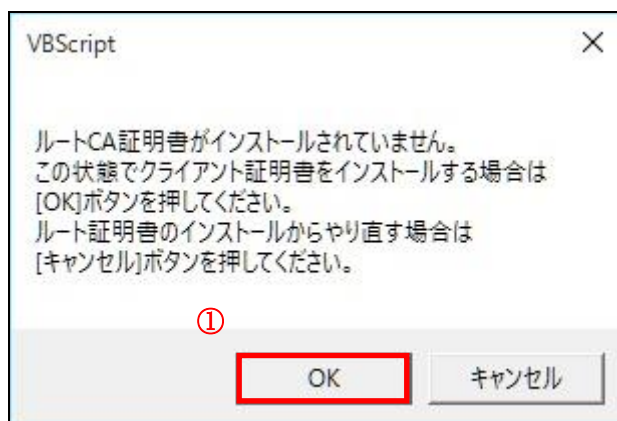 VBScript
ルートCA証明書がインストールされていません。
この状態でクライアント証明書をインストールする場合は
[OK]ボタンを押してください。
ルート証明書のインストールからやり直す場合は
[キャンセル]ボタンを押してください。
①
OK
キャンセル